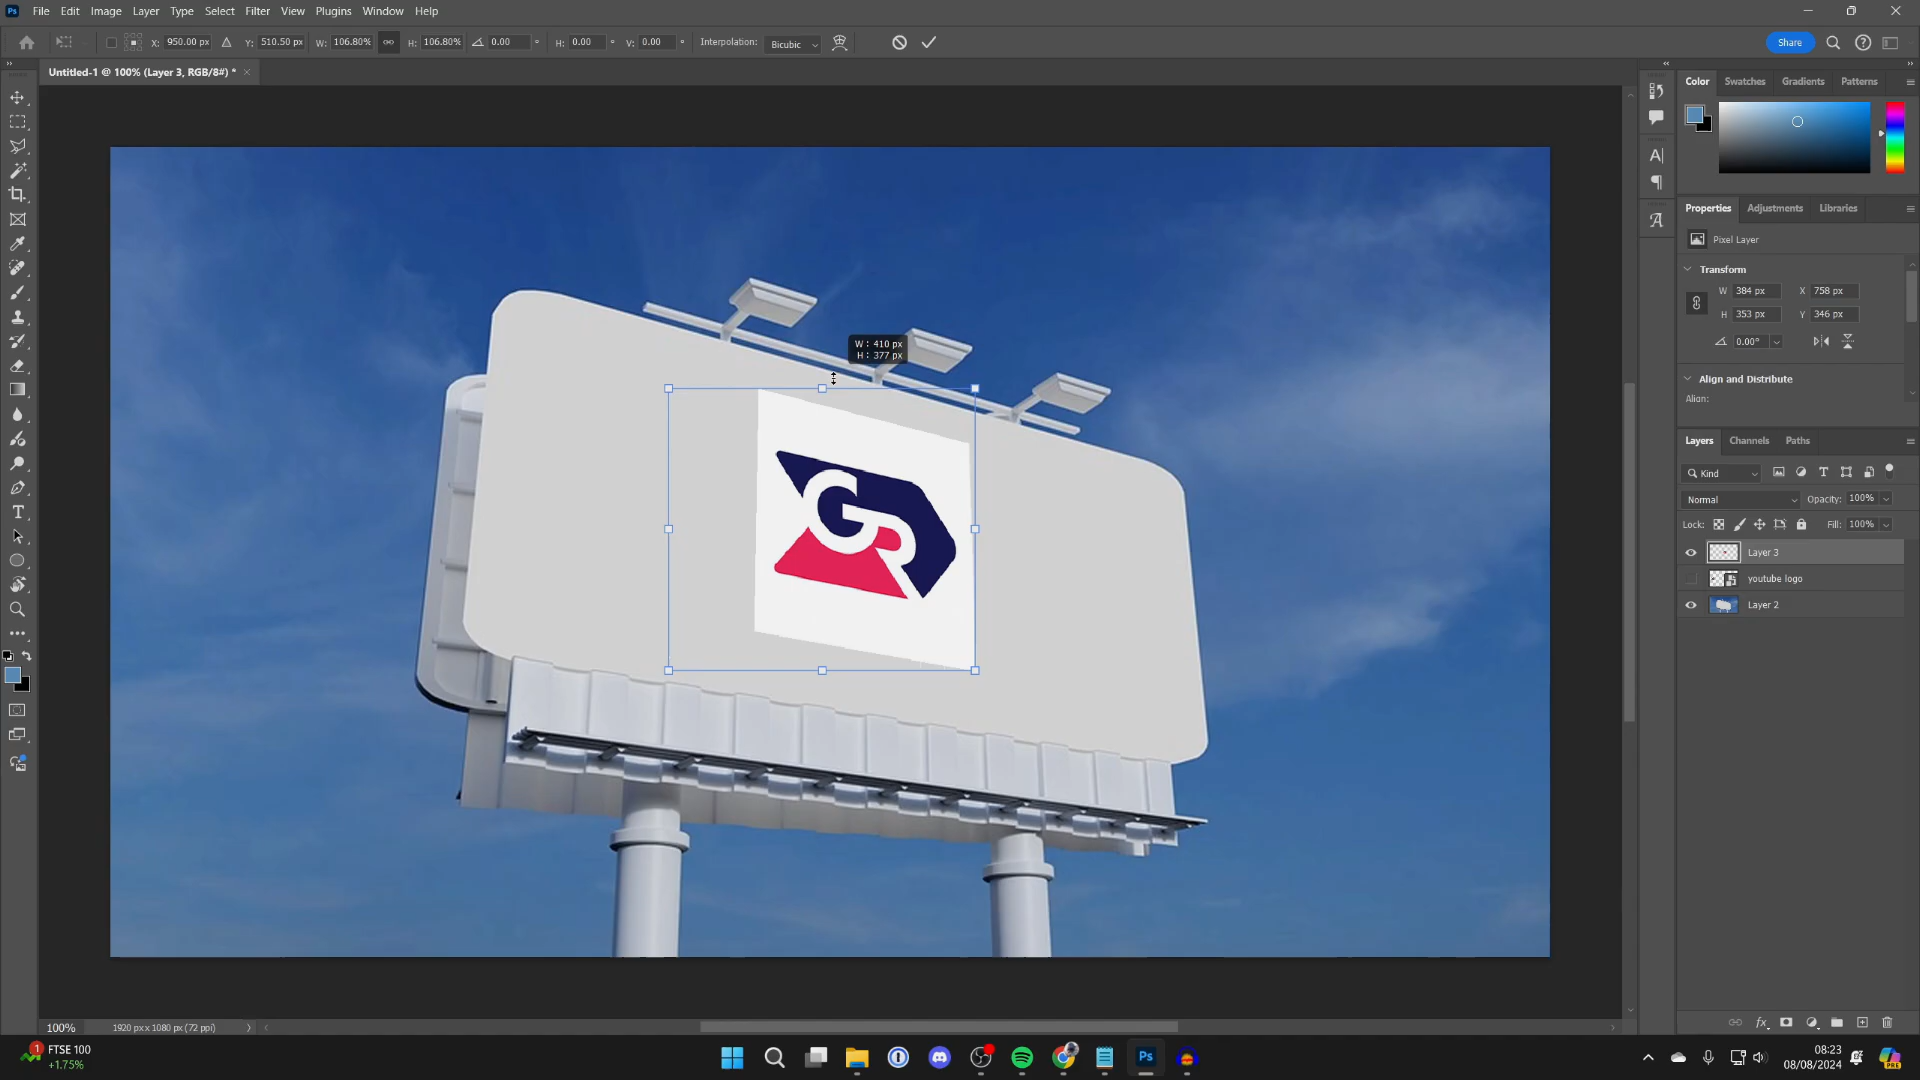 Ps File Edit Image Layer Type Select Filter View Plugins Window Help
X: 950.00 px Y: 510.50 px W: 106.80% H: 106.80% 0.00 ° H: 0.00 ° V: 0.00 ° Interpolation: Bicubic Share
Untitled-1 @ 100% (Layer 3, RGB/8#) * ×
Color Swatches Gradients Patterns
Properties Adjustments Libraries
Pixel Layer
Transform
W 384 px X 758 px
H 353 px Y 346 px
0.00°
Align and Distribute
Align:
W: 410 px
H: 377 px
GR
Layers Channels Paths
Kind
Normal Opacity: 100%
Lock: Fill: 100%
Layer 3
youtube logo
Layer 2
100% 1920 px x 1080 px (72 ppi)
1 FTSE 100
+1.75%
Ps
08:23
08/08/2024
PRE